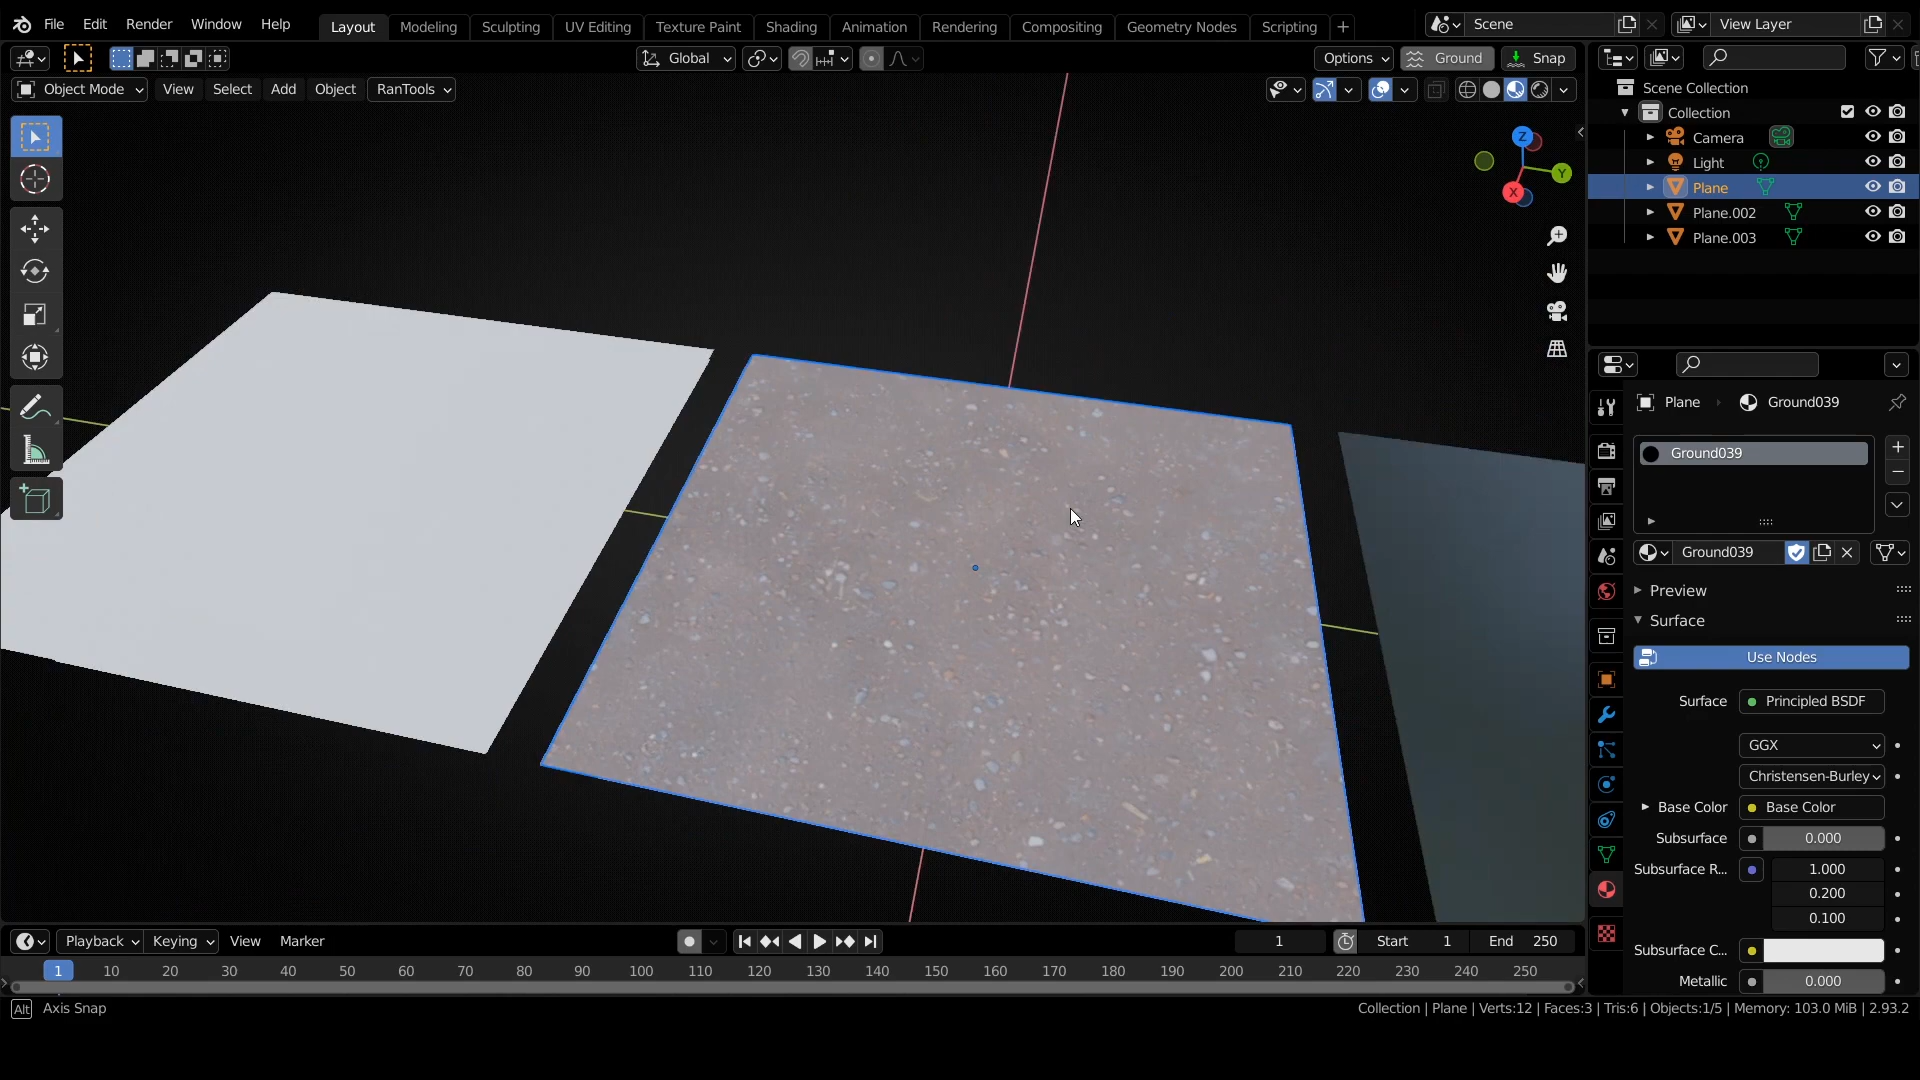 File Edit Render Window Help Layout Modeling Sculpting UV Editing Texture Paint Shading Animation Rendering Compositing Geometry Nodes Scripting + Scene View Layer
Global Options Ground Snap
Object Mode View Select Add Object RanTools
Scene Collection
Collection
Camera
Light
Plane
Plane.002
Plane.003
Z
Y
X
Plane Ground039
Ground039
Ground039
Preview
Surface
Use Nodes
Surface Principled BSDF
GGX
Christensen-Burley
Base Color Base Color
Subsurface 0.000
Subsurface R... 1.000
0.200
0.100
Subsurface C...
Metallic 0.000
Playback Keying View Marker 1 Start 1 End 250
1 10 20 30 40 50 60 70 80 90 100 110 120 130 140 150 160 170 180 190 200 210 220 230 240 250
Alt Axis Snap Collection | Plane | Verts:12 | Faces:3 | Tris:6 | Objects:1/5 | Memory: 103.0 MiB | 2.93.2